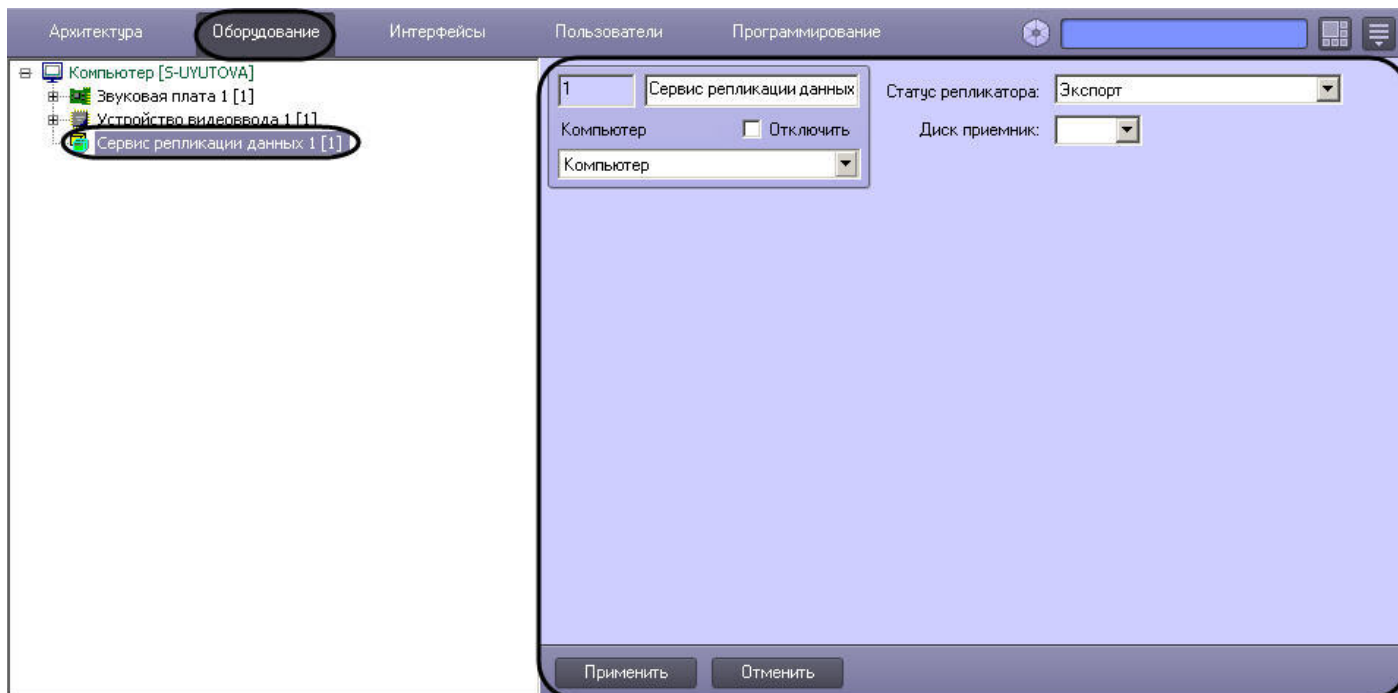 Архитектура Оборудование Интерфейсы Пользователи Программирование
Компьютер [S-UYUTOVA]
Звуковая плата 1 [1]
Устройство видеоввода 1 [1]
Сервис репликации данных 1 [1]
1 Сервис репликации данных
Компьютер Отключить
Компьютер
Статус репликатора: Экспорт
Диск приемник:
Применить Отменить